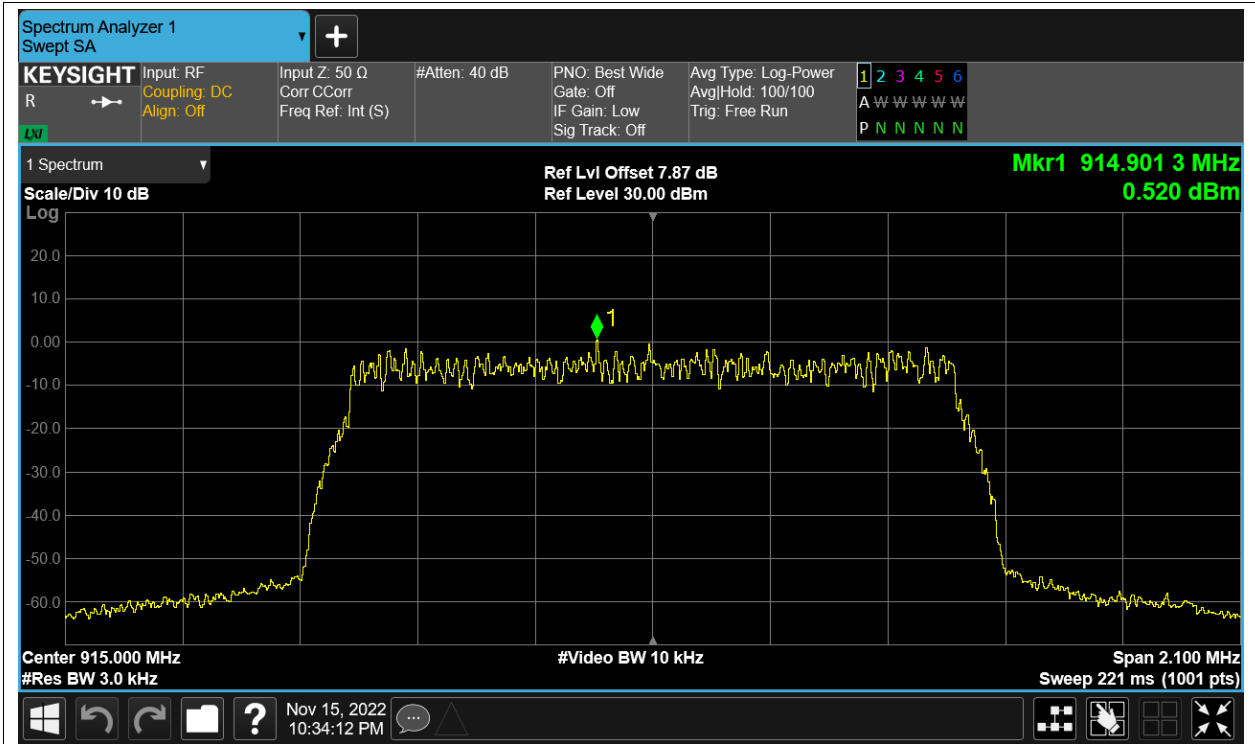 Spectrum Analyzer 1
Swept SA
KEYSIGHT
R
LXI
Input: RF
Coupling: DC
Align: Off
Input Z: 50 Ω
Corr CCorr
Freq Ref: Int (S)
#Atten: 40 dB
PNO: Best Wide
Gate: Off
IF Gain: Low
Sig Track: Off
Avg Type: Log-Power
Avg|Hold: 100/100
Trig: Free Run
1 2 3 4 5 6
A W W W W W
P N N N N N
1 Spectrum
Scale/Div 10 dB
Log
Ref Lvl Offset 7.87 dB
Ref Level 30.00 dBm
Mkr1 914.901 3 MHz
0.520 dBm
1
20.0
10.0
0.00
-10.0
-20.0
-30.0
-40.0
-50.0
-60.0
Center 915.000 MHz
#Res BW 3.0 kHz
#Video BW 10 kHz
Span 2.100 MHz
Sweep 221 ms (1001 pts)
?
Nov 15, 2022
10:34:12 PM